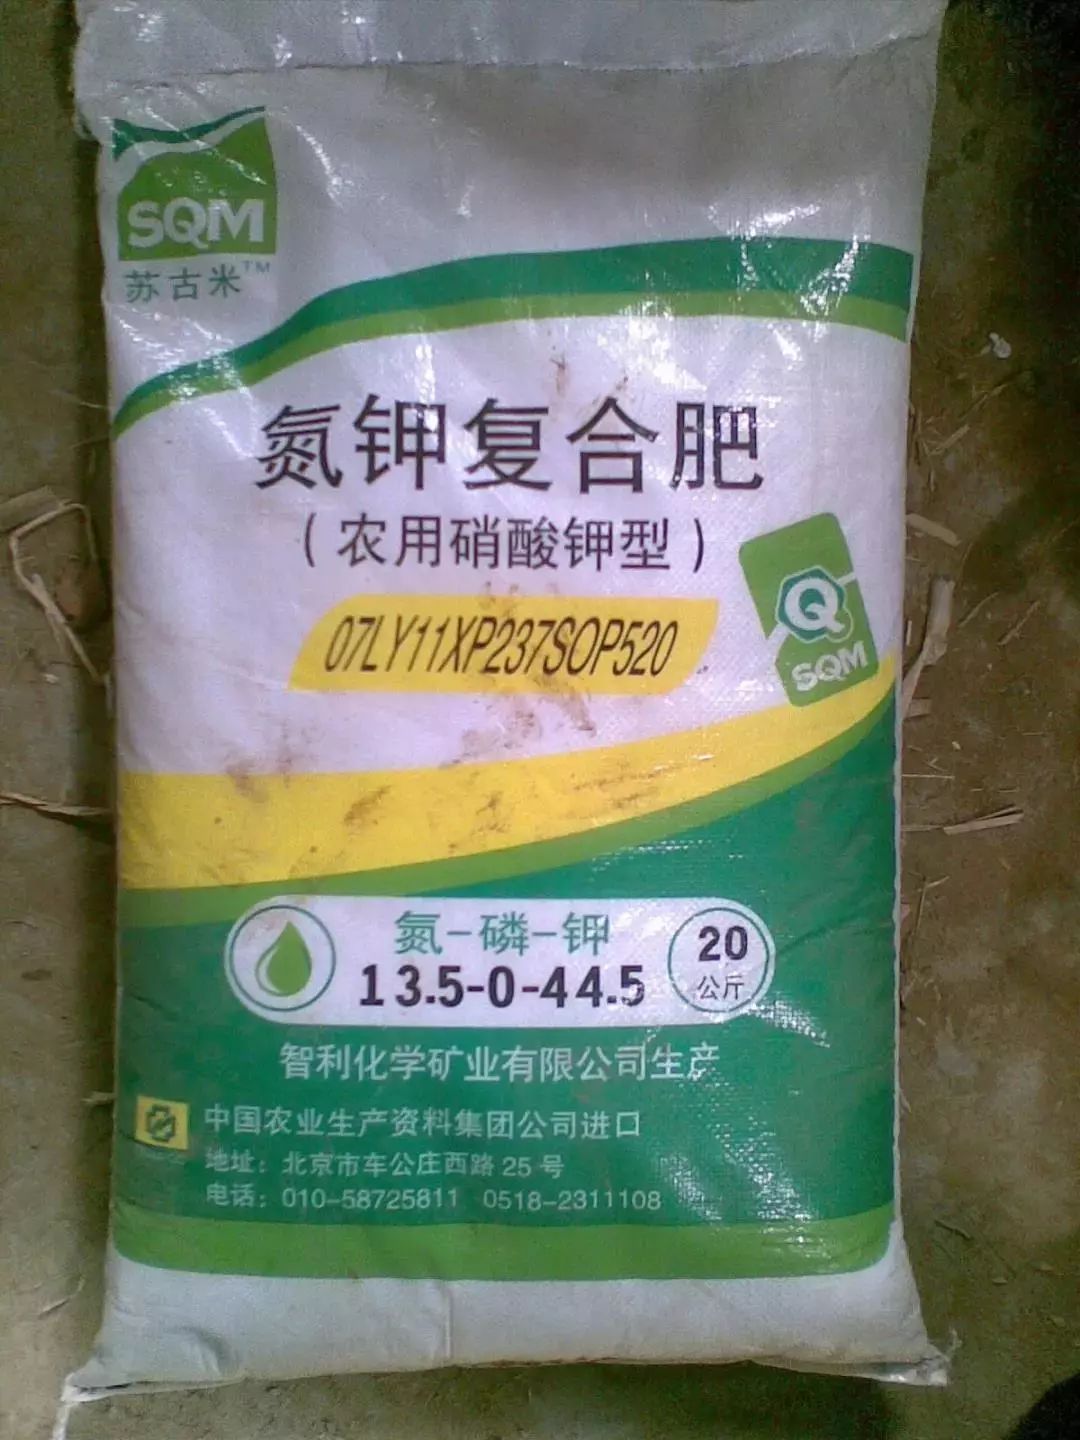 SQM
苏古米™
氮钾复合肥
（农用硝酸钾型）
07LY11XP237SOP520
Q
SQM
氮-磷-钾
13.5-0-44.5
20
公斤
智利化学矿业有限公司生产
中国农业生产资料集团公司进口
地址：北京市车公庄西路25号
电话：010-58725811 0518-2311108